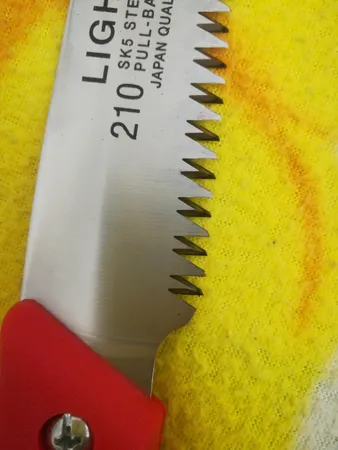 LIGH
210
SK5 STE
PULL-BA
JAPAN QUAL